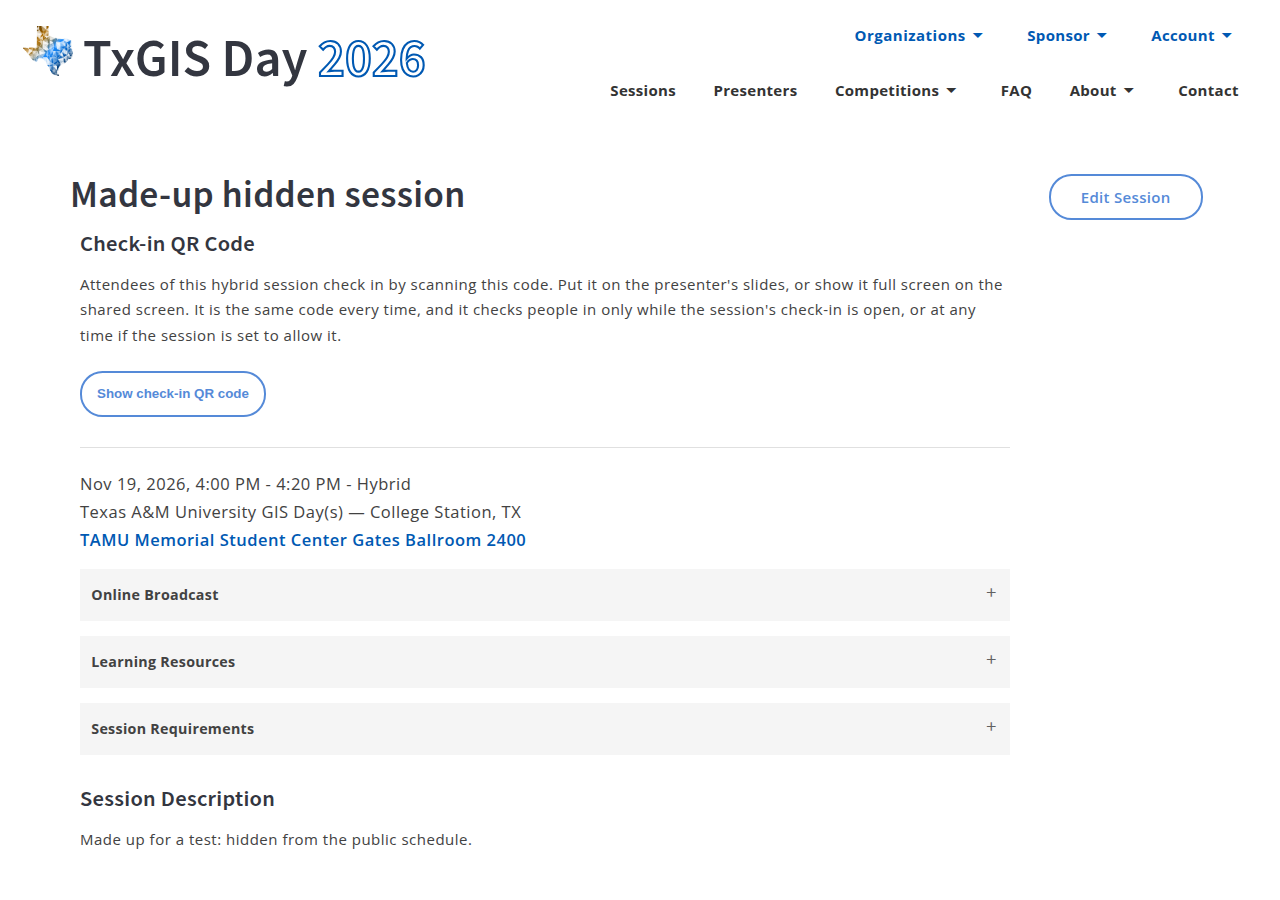 TxGIS Day 2026
Organizations
Sponsor
Account
Sessions
Presenters
Competitions
FAQ
About
Contact
Made-up hidden session
Edit Session
Check-in QR Code
Attendees of this hybrid session check in by scanning this code. Put it on the presenter's slides, or show it full screen on the
shared screen. It is the same code every time, and it checks people in only while the session's check-in is open, or at any
time if the session is set to allow it.
Show check-in QR code
Nov 19, 2026, 4:00 PM - 4:20 PM - Hybrid
Texas A&M University GIS Day(s) — College Station, TX
TAMU Memorial Student Center Gates Ballroom 2400
Online Broadcast +
Learning Resources +
Session Requirements +
Session Description
Made up for a test: hidden from the public schedule.